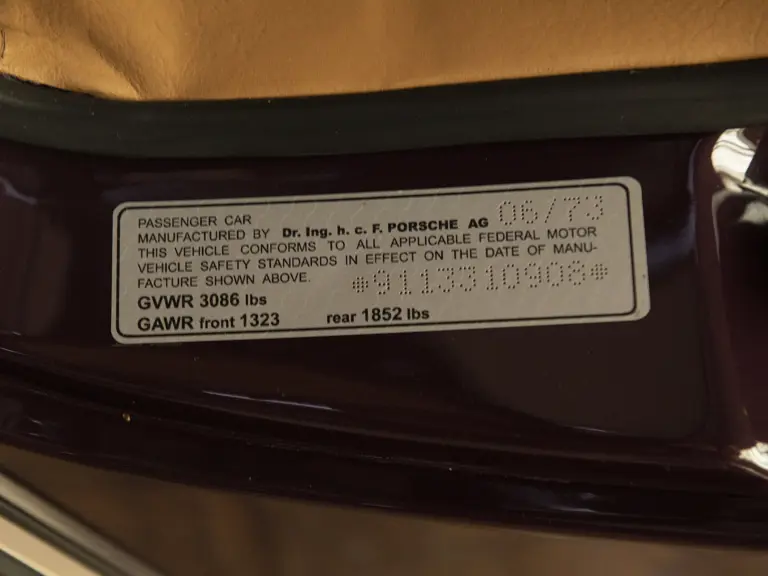 PASSENGER CAR
MANUFACTURED BY Dr. Ing. h. c. F. PORSCHE AG 06/73
THIS VEHICLE CONFORMS TO ALL APPLICABLE FEDERAL MOTOR
VEHICLE SAFETY STANDARDS IN EFFECT ON THE DATE OF MANU-
FACTURE SHOWN ABOVE. *9113310908*
GVWR 3086 lbs
GAWR front 1323 rear 1852 lbs